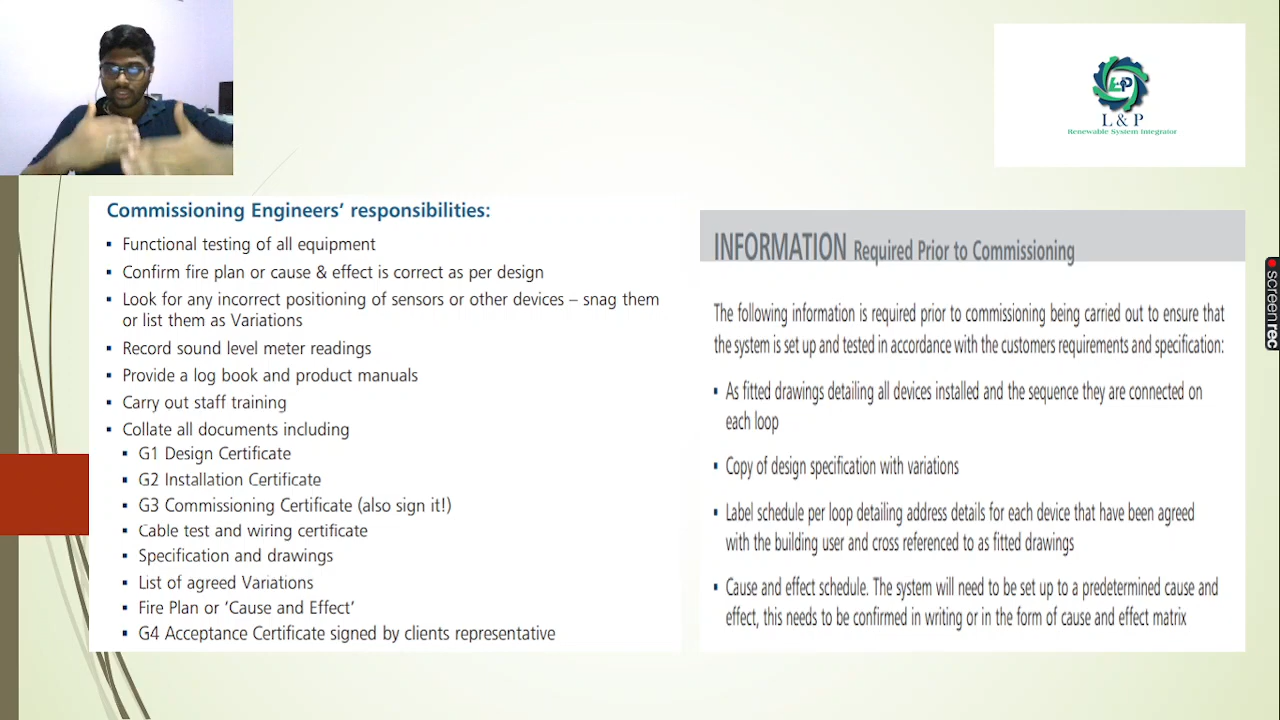 L&P
L & P
Renewable System Integrator
Commissioning Engineers’ responsibilities:
▪ Functional testing of all equipment
▪ Confirm fire plan or cause & effect is correct as per design
▪ Look for any incorrect positioning of sensors or other devices – snag them
or list them as Variations
▪ Record sound level meter readings
▪ Provide a log book and product manuals
▪ Carry out staff training
▪ Collate all documents including
▪ G1 Design Certificate
▪ G2 Installation Certificate
▪ G3 Commissioning Certificate (also sign it!)
▪ Cable test and wiring certificate
▪ Specification and drawings
▪ List of agreed Variations
▪ Fire Plan or ‘Cause and Effect’
▪ G4 Acceptance Certificate signed by clients representative
INFORMATION Required Prior to Commissioning
The following information is required prior to commissioning being carried out to ensure that
the system is set up and tested in accordance with the customers requirements and specification:
▪ As fitted drawings detailing all devices installed and the sequence they are connected on
each loop
▪ Copy of design specification with variations
▪ Label schedule per loop detailing address details for each device that have been agreed
with the building user and cross referenced to as fitted drawings
▪ Cause and effect schedule. The system will need to be set up to a predetermined cause and
effect, this needs to be confirmed in writing or in the form of cause and effect matrix
screenrec